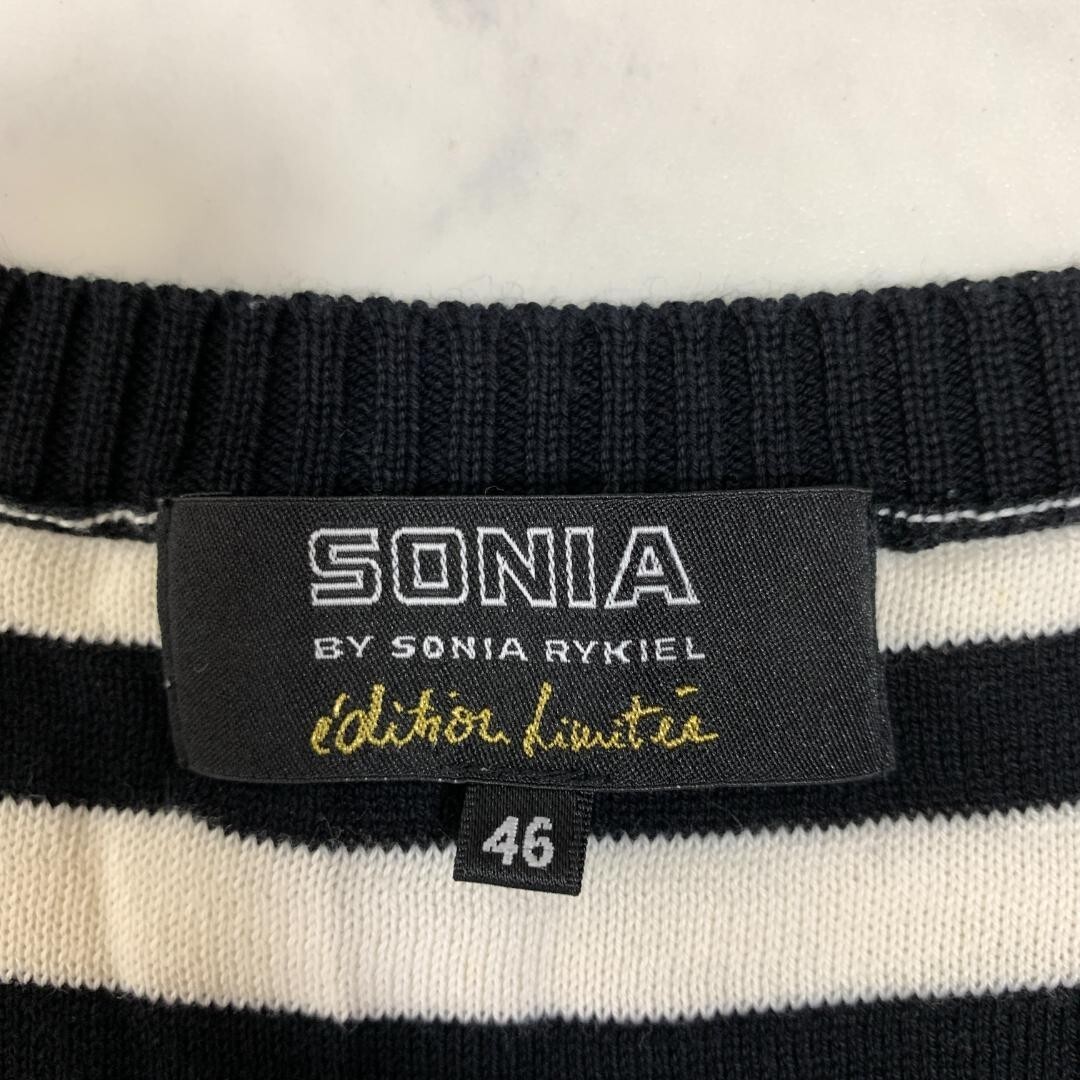 SONIA
BY SONIA RYKIEL
édition Limitée
46